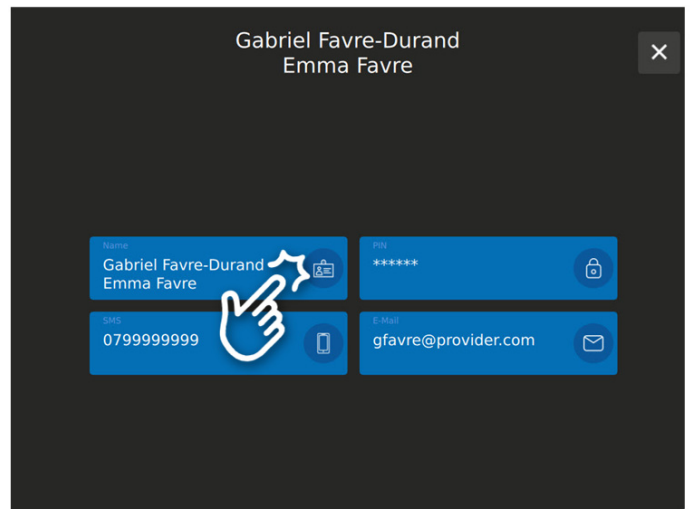 Gabriel Favre-Durand
Emma Favre
Name
Gabriel Favre-Durand
Emma Favre
PIN
******
SMS
0799999999
E-Mail
gfavre@provider.com